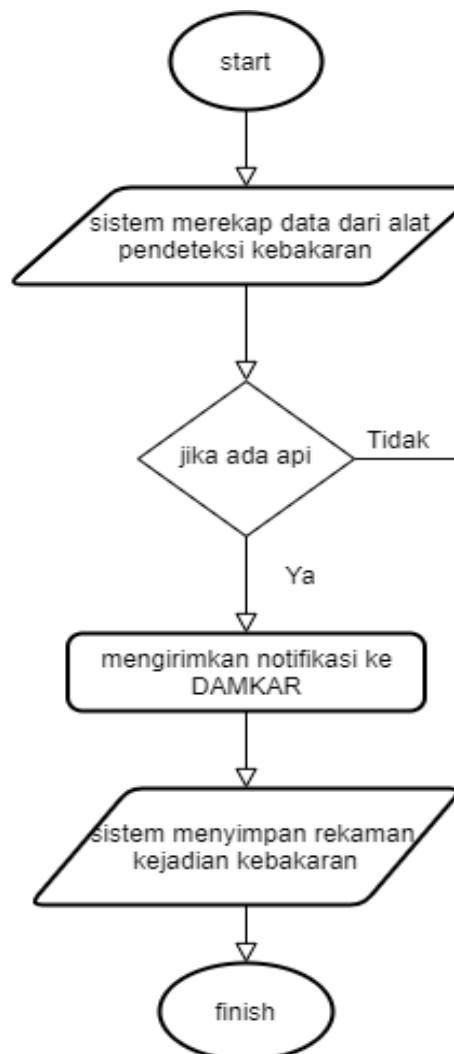 start
sistem merekap data dari alat
pendeteksi kebakaran
jika ada api
Tidak
Ya
mengirimkan notifikasi ke
DAMKAR
sistem menyimpan rekaman
kejadian kebakaran
finish